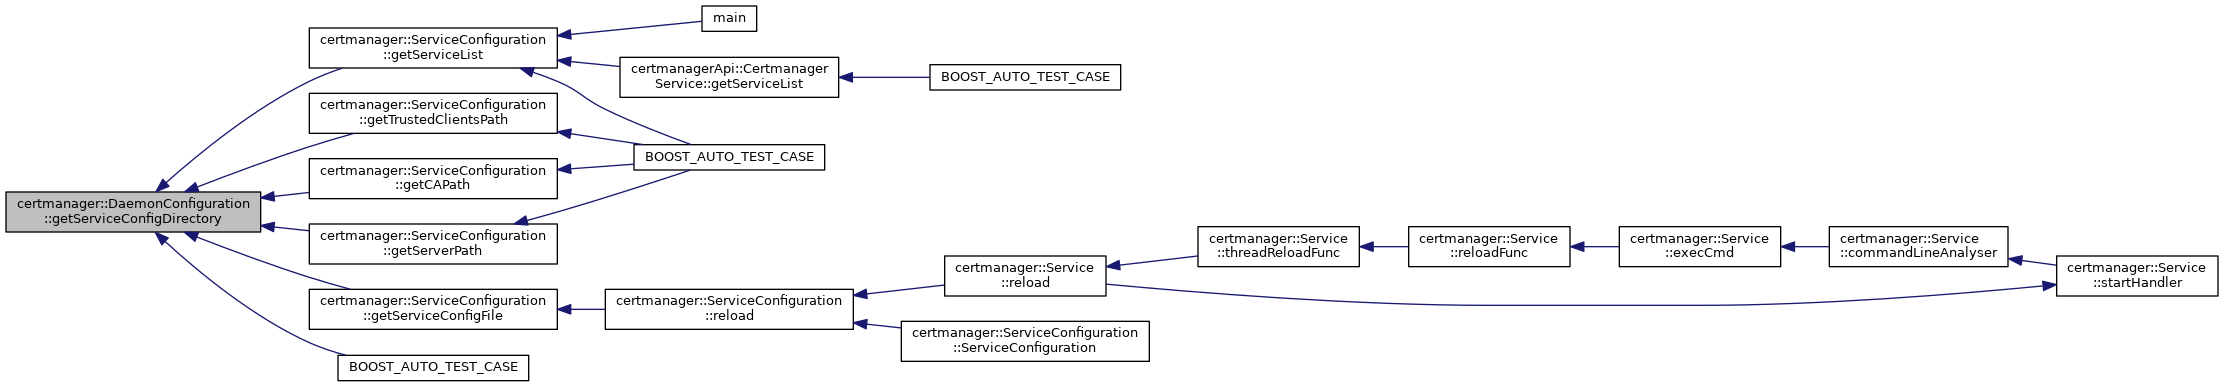 main
certmanager::ServiceConfiguration
::getServiceList
certmanagerApi::Certmanager
Service::getServiceList
BOOST_AUTO_TEST_CASE
certmanager::ServiceConfiguration
::getTrustedClientsPath
BOOST_AUTO_TEST_CASE
certmanager::ServiceConfiguration
::getCAPath
certmanager::DaemonConfiguration
::getServiceConfigDirectory
certmanager::ServiceConfiguration
::getServerPath
certmanager::Service
::threadReloadFunc
certmanager::Service
::reloadFunc
certmanager::Service
::execCmd
certmanager::Service
::commandLineAnalyser
certmanager::Service
::reload
certmanager::Service
::startHandler
certmanager::ServiceConfiguration
::getServiceConfigFile
certmanager::ServiceConfiguration
::reload
certmanager::ServiceConfiguration
::ServiceConfiguration
BOOST_AUTO_TEST_CASE